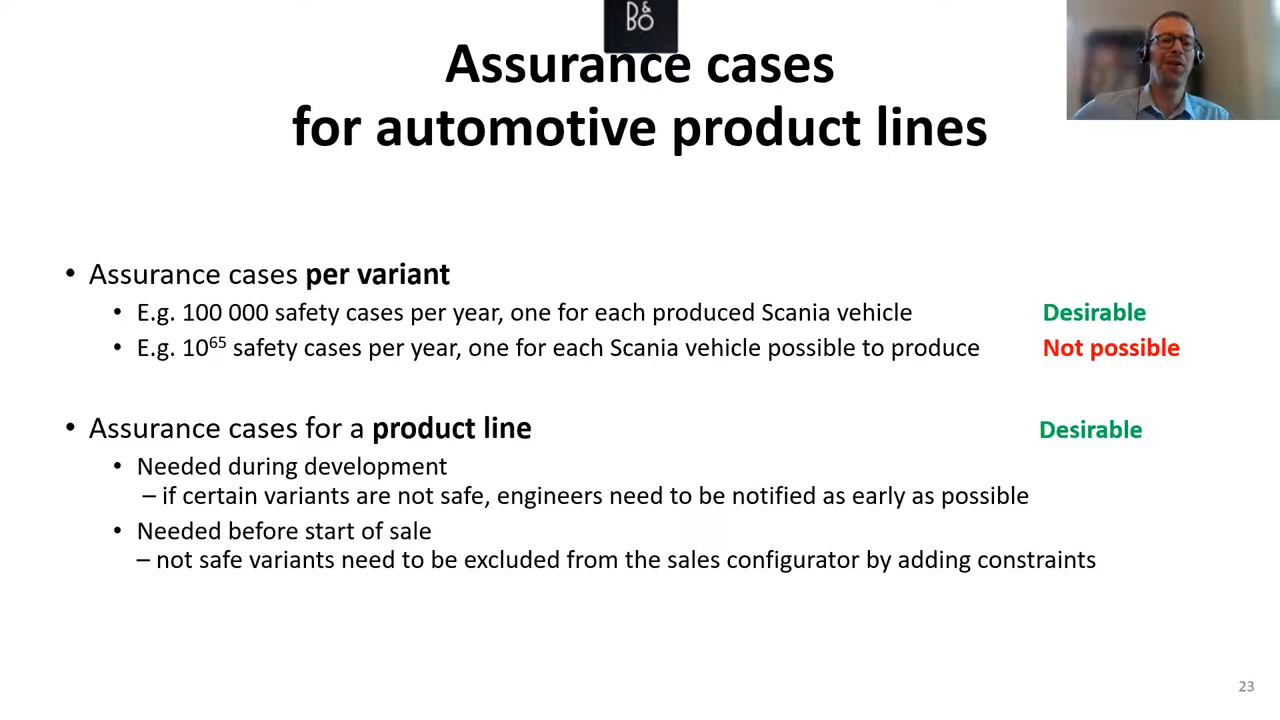 B&O
Assurance cases
for automotive product lines
• Assurance cases per variant
• E.g. 100 000 safety cases per year, one for each produced Scania vehicle Desirable
• E.g. 10⁶⁵ safety cases per year, one for each Scania vehicle possible to produce Not possible
• Assurance cases for a product line Desirable
• Needed during development
– if certain variants are not safe, engineers need to be notified as early as possible
• Needed before start of sale
– not safe variants need to be excluded from the sales configurator by adding constraints
23